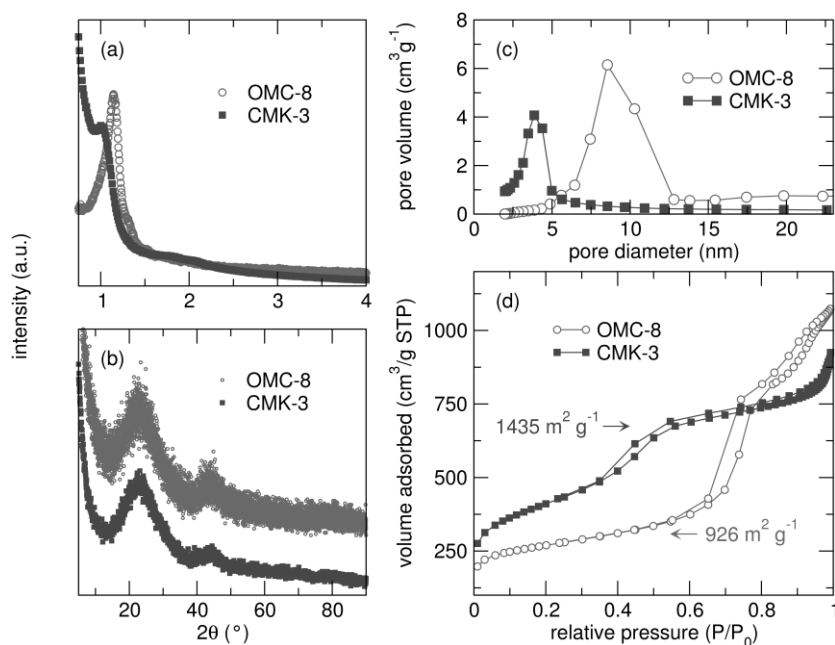 (a)
OMC-8
CMK-3
1 2 3 4
(b)
OMC-8
CMK-3
20 40 60 80
2θ (°)
intensity (a.u.)
(c)
OMC-8
CMK-3
8
6
4
2
0
0 5 10 15 20
pore diameter (nm)
pore volume (cm³g⁻¹)
(d)
OMC-8
CMK-3
1435 m² g⁻¹ →
← 926 m² g⁻¹
1000
750
500
250
0 0.2 0.4 0.6 0.8 1
relative pressure (P/P₀)
volume adsorbed (cm³/g STP)